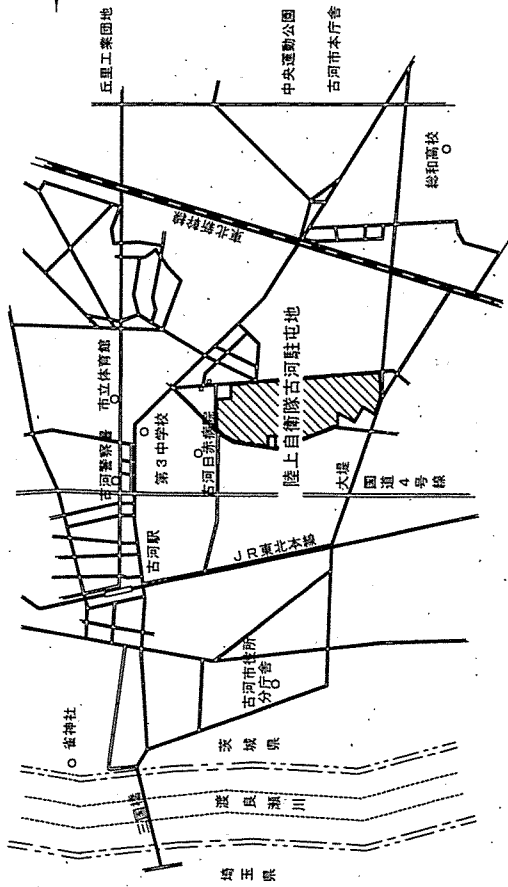 丘里工業団地
中央運動公園
古河市本庁舎
総和高校
東北新幹線
市立体育館
古河警察署
第3中学校
古河日赤病院
陸上自衛隊古河駐屯地
大堤
国道4号線
古河駅
JR東北本線
古河市役所
分庁舎
雀神社
茨城県
三国橋
渡良瀬川
埼玉県